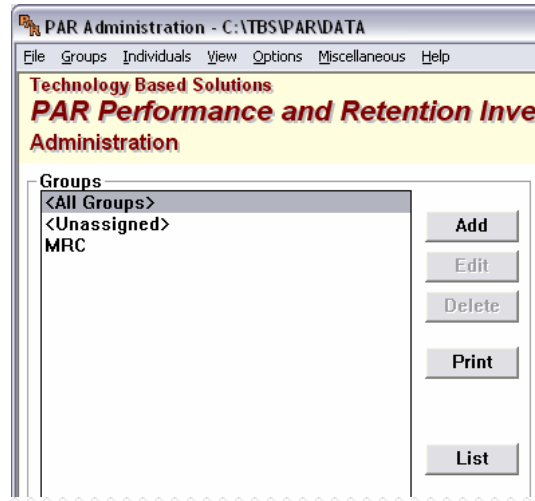 PAR Administration - C:\TBS\PAR\DATA
File Groups Individuals View Options Miscellaneous Help
Technology Based Solutions
PAR Performance and Retention Inve
Administration
Groups
<All Groups>
<Unassigned>
MRC
Add
Edit
Delete
Print
List